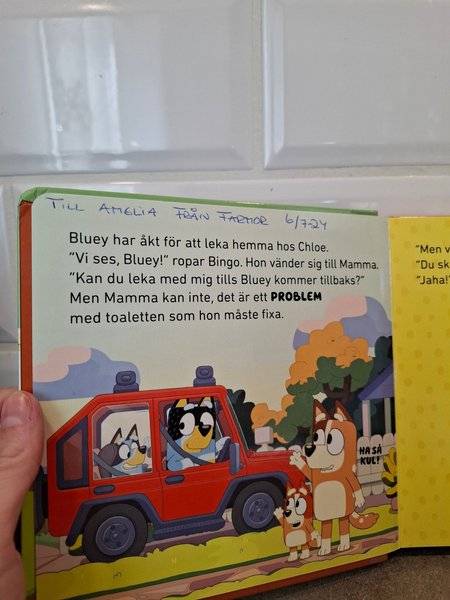 TILL AMELIA FRÅN FARMOR 6/7-24
Bluey har åkt för att leka hemma hos Chloe.
"Vi ses, Bluey!" ropar Bingo. Hon vänder sig till Mamma.
"Kan du leka med mig tills Bluey kommer tillbaks?"
Men Mamma kan inte, det är ett PROBLEM
med toaletten som hon måste fixa.
HA SÅ
KUL!
"Men v
"Du sk
"Jaha!"